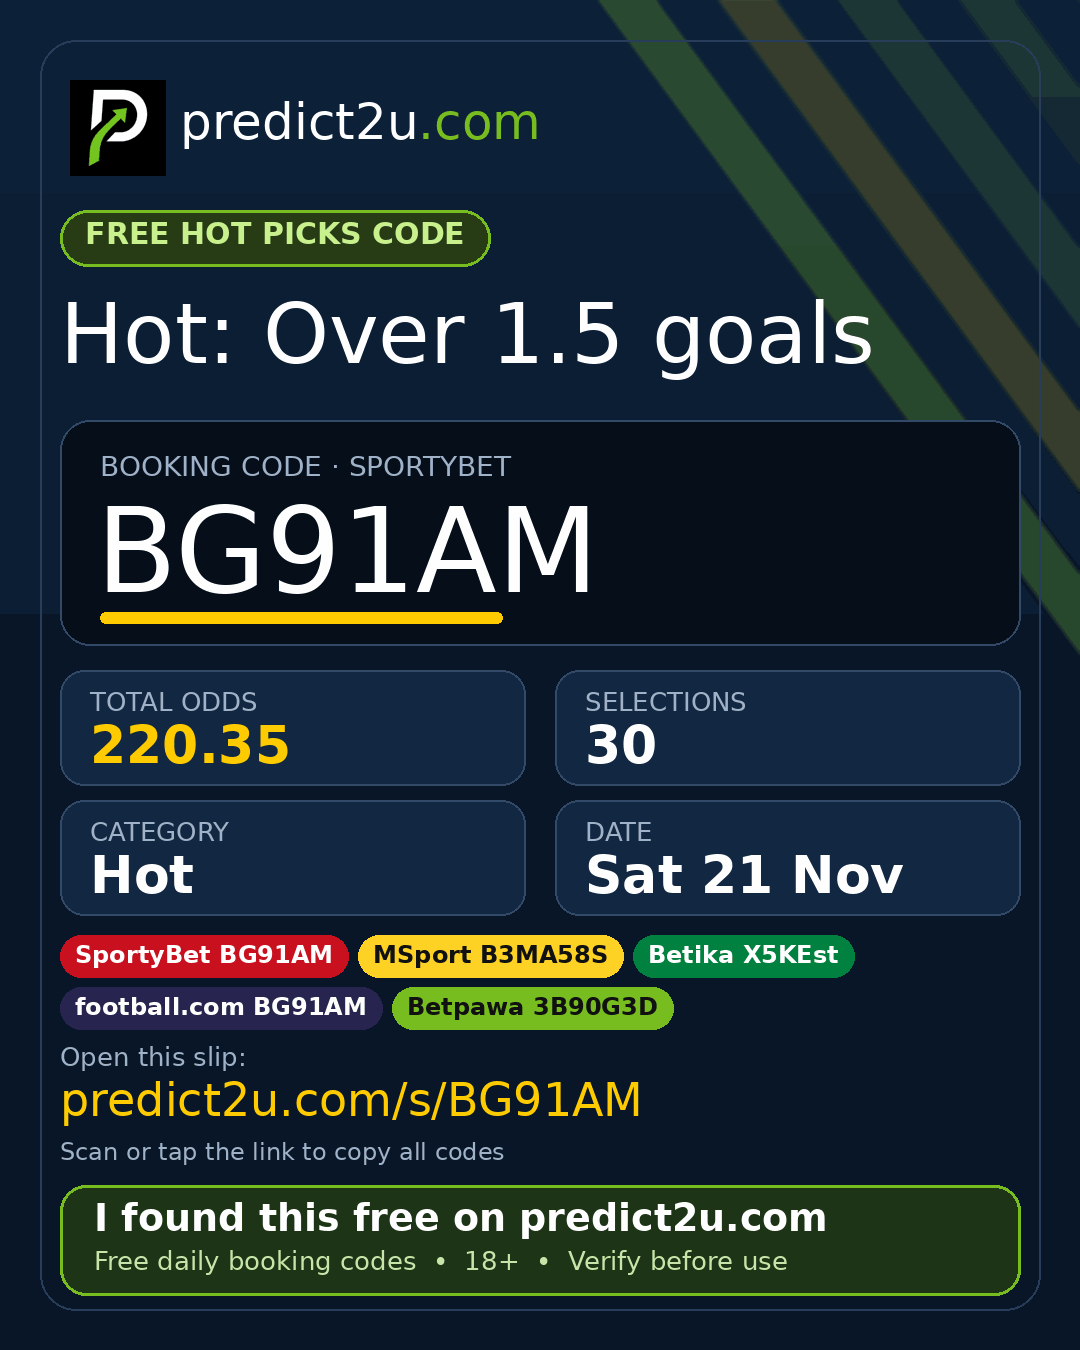 predict2u.com
FREE HOT PICKS CODE
Hot: Over 1.5 goals
BOOKING CODE · SPORTYBET
BG91AM
TOTAL ODDS
220.35
SELECTIONS
30
CATEGORY
Hot
DATE
Sat 21 Nov
SportyBet BG91AM
MSport B3MA58S
Betika X5KEst
football.com BG91AM
Betpawa 3B90G3D
Open this slip:
predict2u.com/s/BG91AM
Scan or tap the link to copy all codes
I found this free on predict2u.com
Free daily booking codes • 18+ • Verify before use